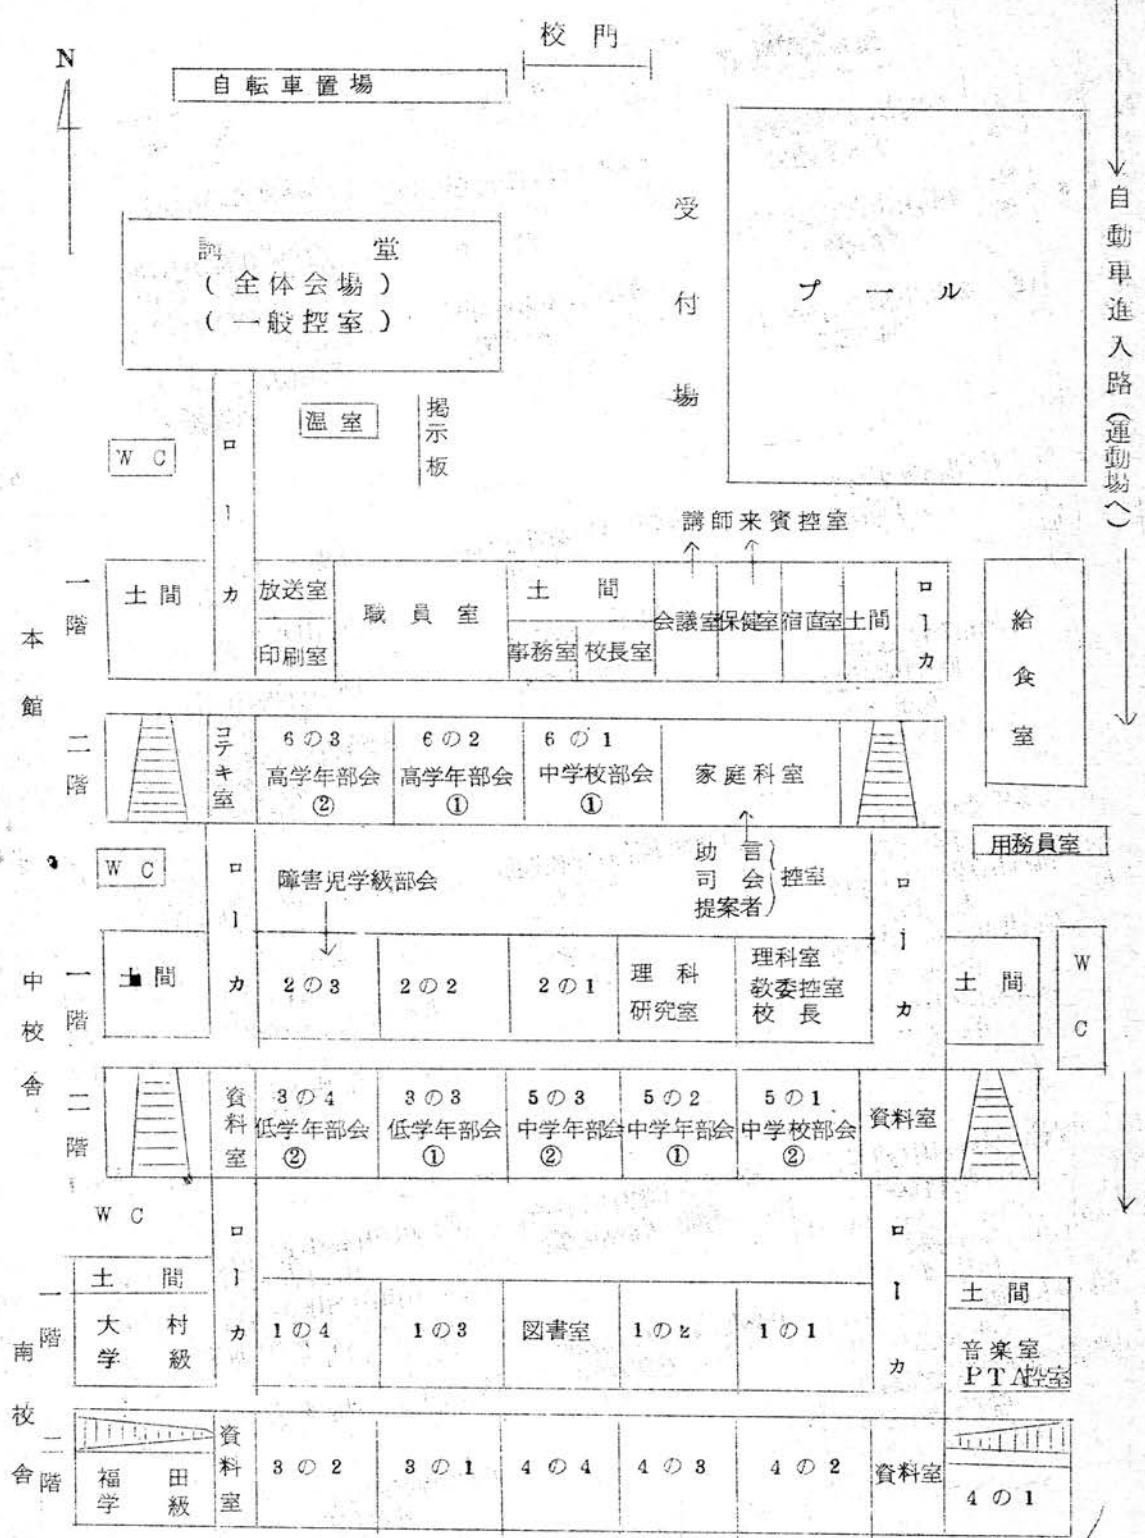 校門
N
自転車置場
講堂
(全体会場)
(一般控室)
受付場
プール
自動車進入路(運動場へ)
温室
掲示板
WC
ローカ
講師来賓控室
本館
一階
土間
放送室
印刷室
職員室
土間
事務室
校長室
会議室
保健室
宿直室
土間
ローカ
給食室
二階
コテキ室
6の3
高学年部会
②
6の2
高学年部会
①
6の1
中学校部会
①
家庭科室
用務員室
WC
ローカ
障害児学級部会
助言
司会
提案者
控室
ローカ
中校舎
一階
土間
2の3
2の2
2の1
理科
研究室
理科室
教委控室
校長
土間
WC
二階
資料室
3の4
低学年部会
②
3の3
低学年部会
①
5の3
中学年部会
②
5の2
中学年部会
①
5の1
中学校部会
②
資料室
WC
ローカ
ローカ
南校舎
一階
土間
大村
学級
1の4
1の3
図書室
1の2
1の1
土間
音楽室
PTA控室
二階
福田
学級
資料室
3の2
3の1
4の4
4の3
4の2
資料室
4の1